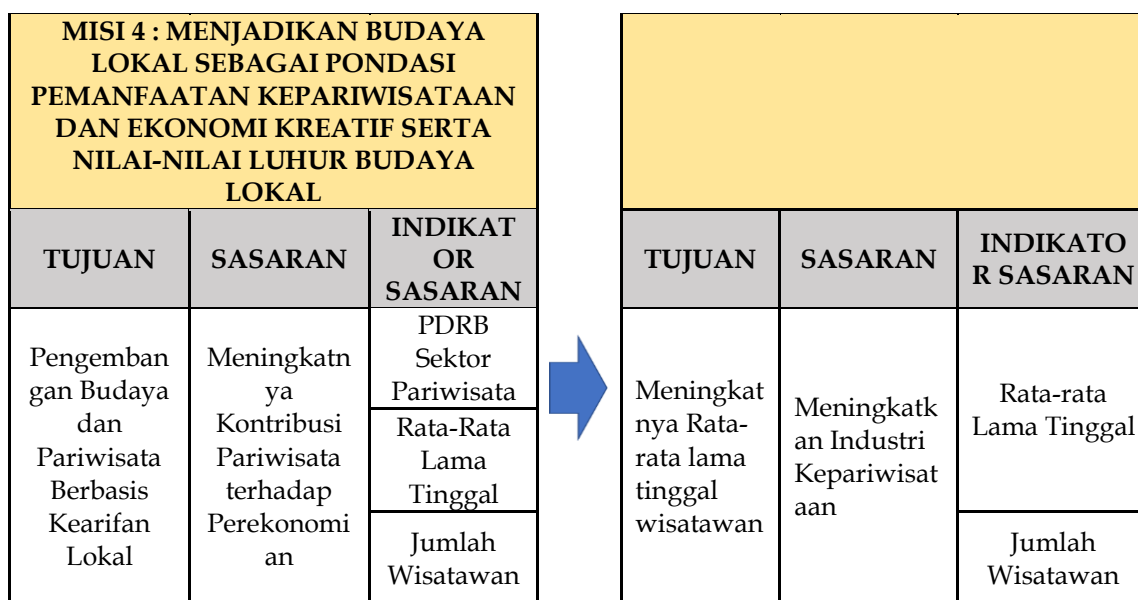 MISI 4 : MENJADIKAN BUDAYA
LOKAL SEBAGAI PONDASI
PEMANFAATAN KEPARIWISATAAN
DAN EKONOMI KREATIF SERTA
NILAI-NILAI LUHUR BUDAYA
LOKAL
TUJUAN
SASARAN
INDIKAT
OR
SASARAN
Pengemban
gan Budaya
dan
Pariwisata
Berbasis
Kearifan
Lokal
Meningkatn
ya
Kontribusi
Pariwisata
terhadap
Perekonomi
an
PDRB
Sektor
Pariwisata
Rata-Rata
Lama
Tinggal
Jumlah
Wisatawan
TUJUAN
SASARAN
INDIKATO
R SASARAN
Meningkat
nya Rata-
rata lama
tinggal
wisatawan
Meningkatk
an Industri
Kepariwisat
aan
Rata-rata
Lama Tinggal
Jumlah
Wisatawan